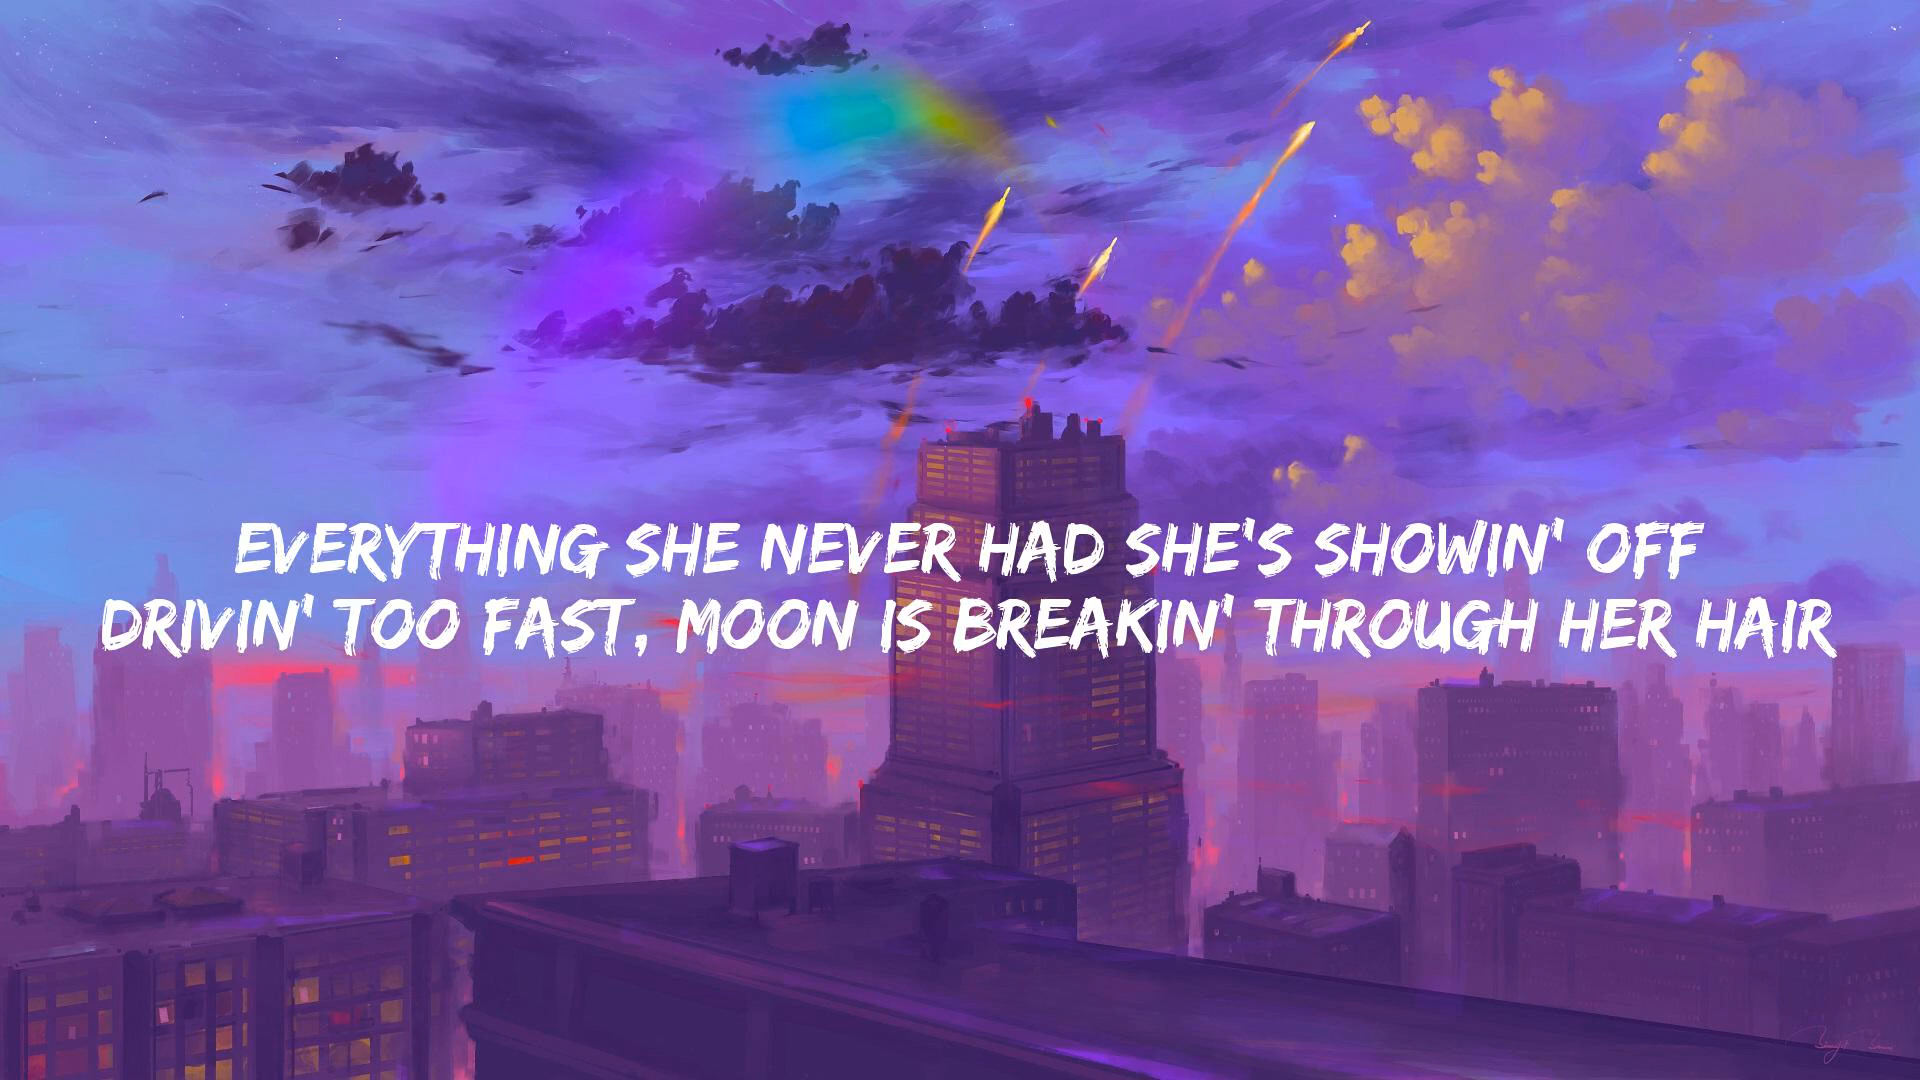 EVERYTHING SHE NEVER HAD SHE'S SHOWIN' OFF
DRIVIN' TOO FAST, MOON IS BREAKIN' THROUGH HER HAIR